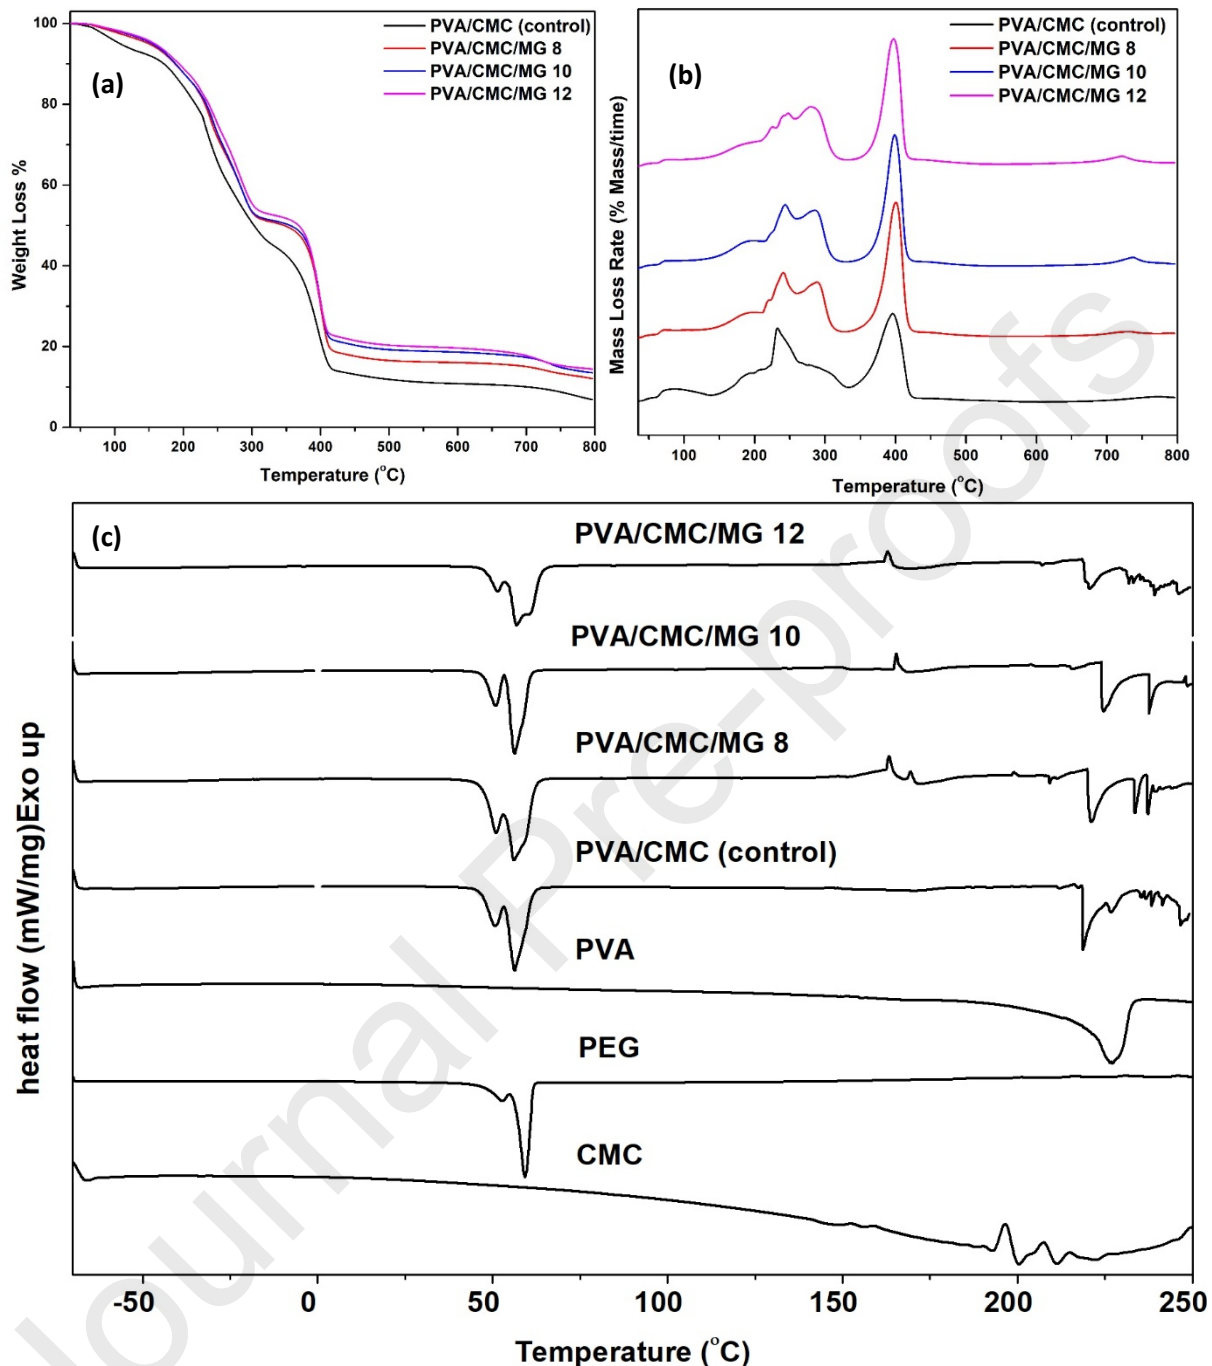 (a)
PVA/CMC (control)
PVA/CMC/MG 8
PVA/CMC/MG 10
PVA/CMC/MG 12
Weight Loss %
100
80
60
40
20
0
100 200 300 400 500 600 700 800
Temperature (°C)
(b)
PVA/CMC (control)
PVA/CMC/MG 8
PVA/CMC/MG 10
PVA/CMC/MG 12
Mass Loss Rate (% Mass/time)
100 200 300 400 500 600 700 800
Temperature (°C)
(c)
PVA/CMC/MG 12
PVA/CMC/MG 10
PVA/CMC/MG 8
PVA/CMC (control)
PVA
PEG
CMC
heat flow (mW/mg)Exo up
-50 0 50 100 150 200 250
Temperature (°C)
Journal Pre-proofs